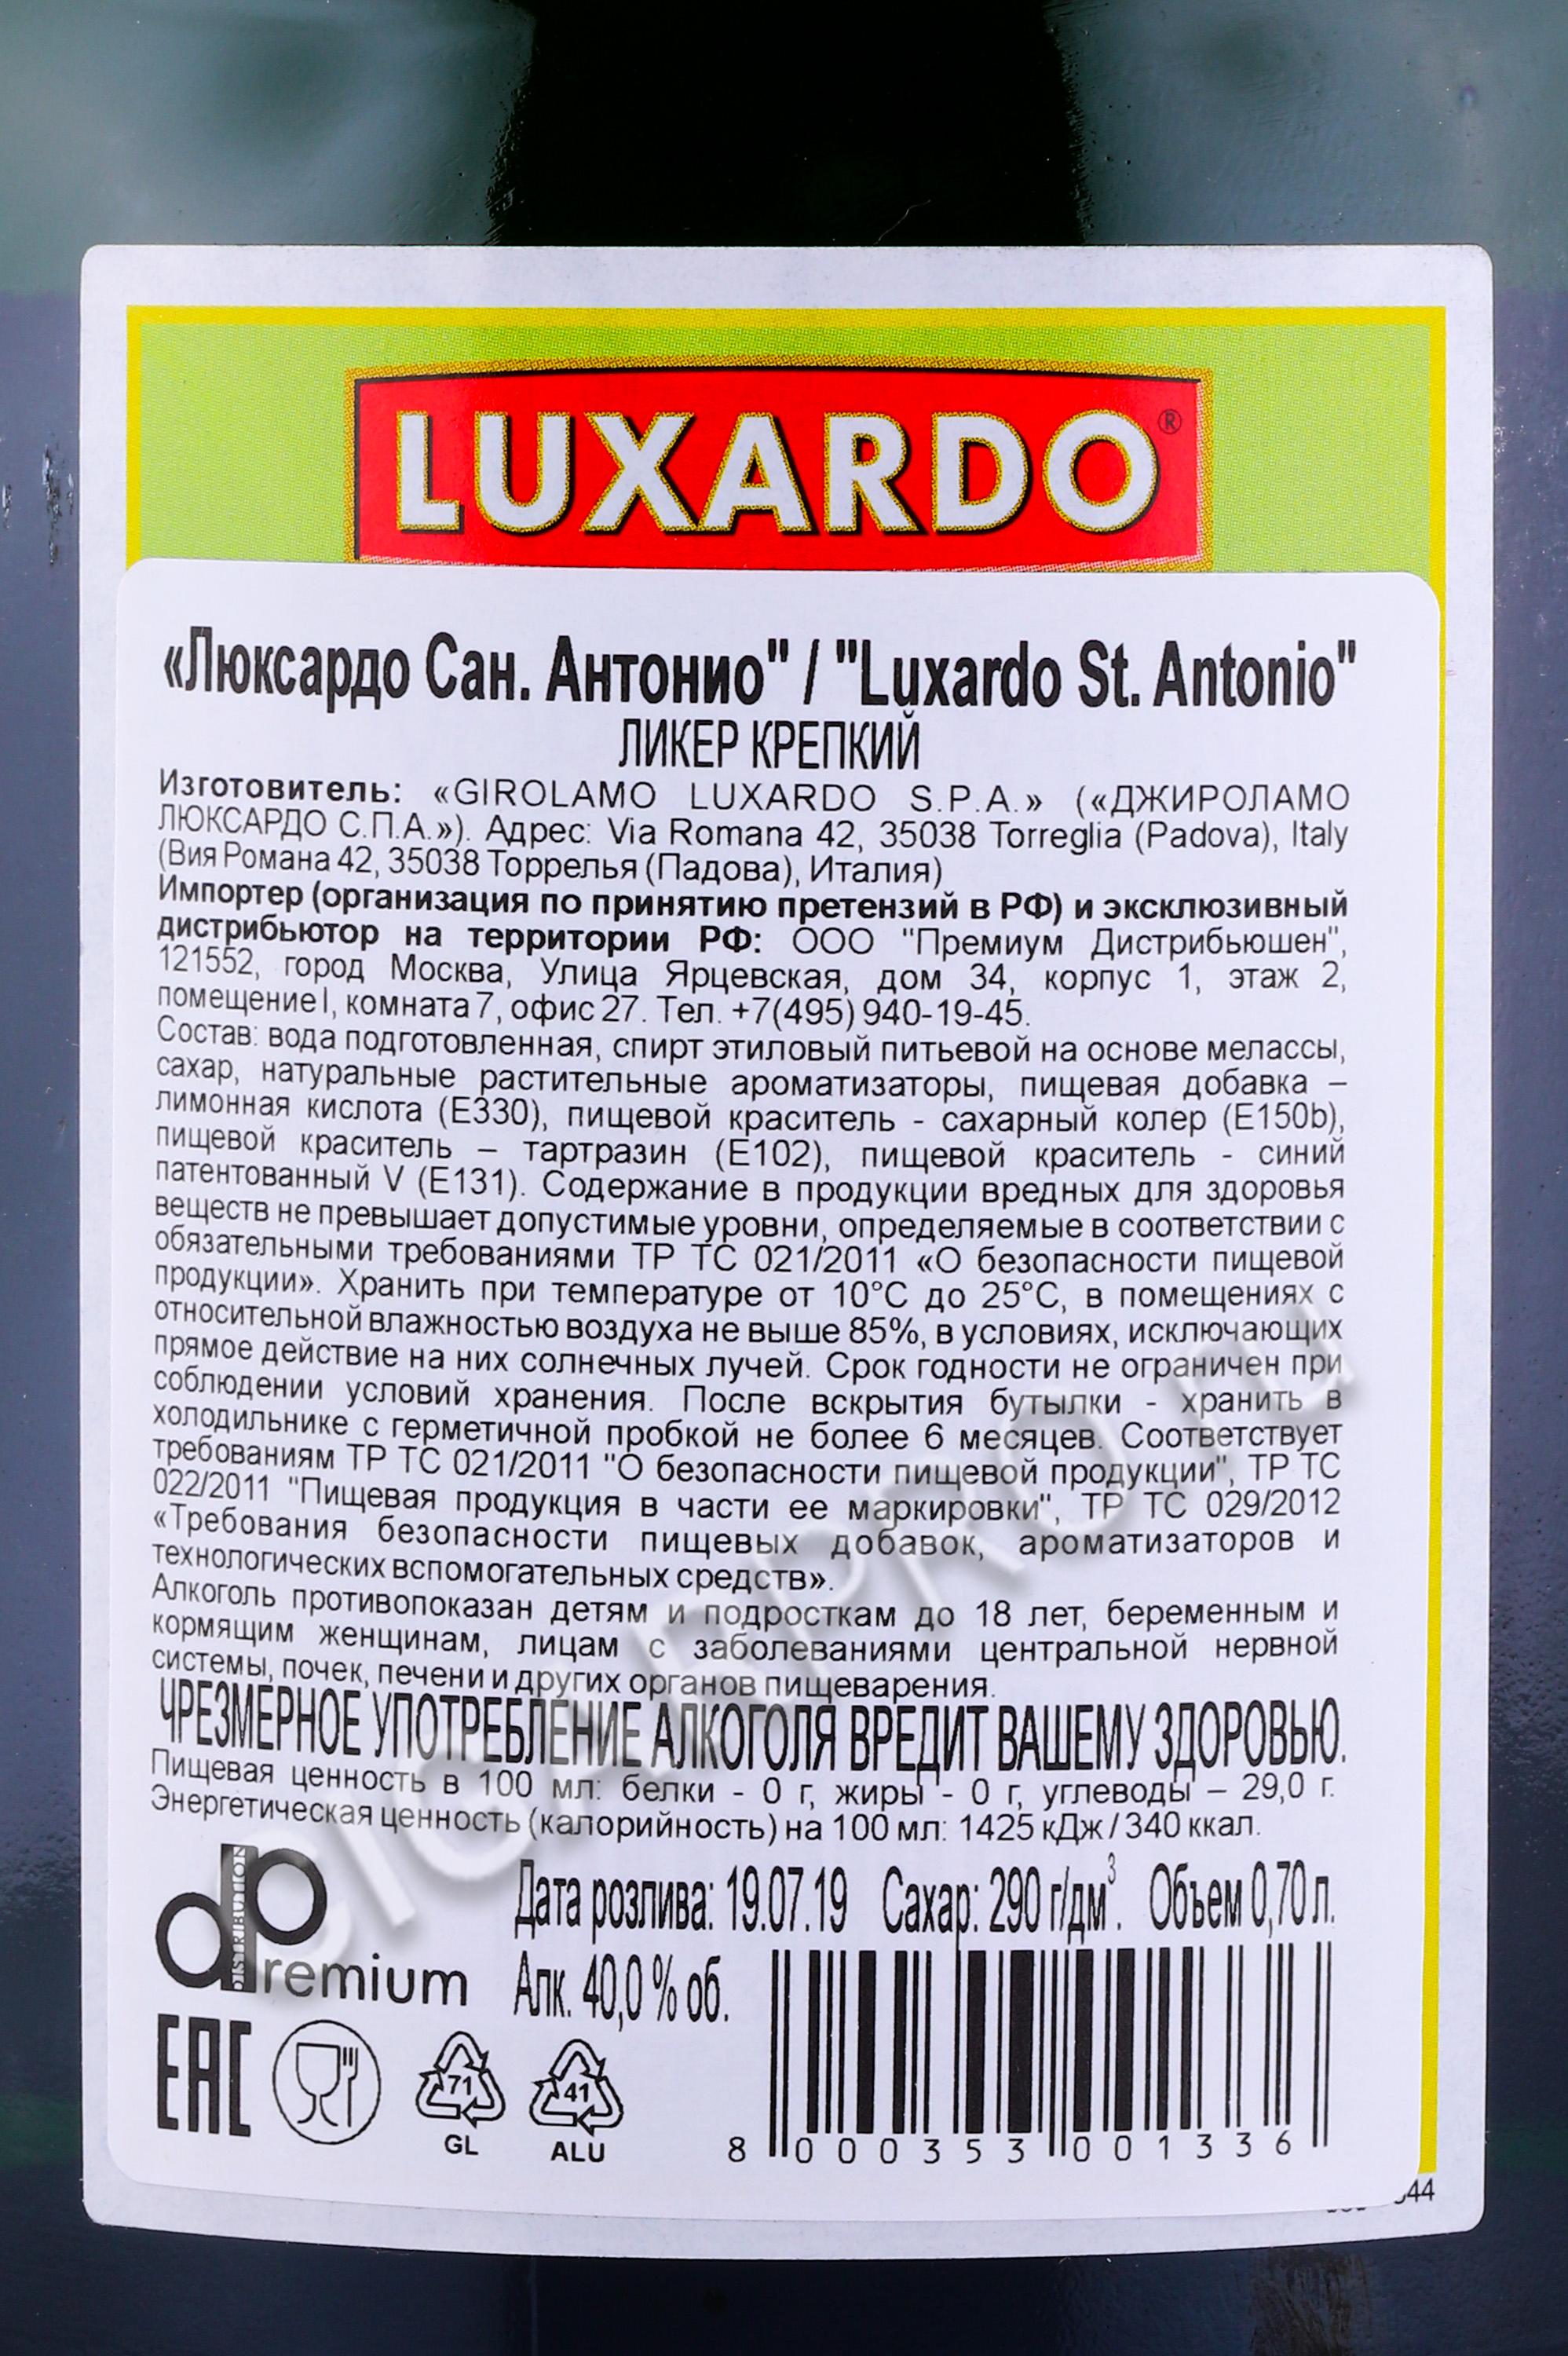 LUXARDO®
«Люксардо Сан. Антонио" / "Luxardo St. Antonio"
ЛИКЕР КРЕПКИЙ
Изготовитель: «GIROLAMO LUXARDO S.P.A.» («ДЖИРОЛАМО
ЛЮКСАРДО С.П.А.»). Адрес: Via Romana 42, 35038 Torreglia (Padova), Italy
(Вия Романа 42, 35038 Торрелья (Падова), Италия)
Импортер (организация по принятию претензий в РФ) и эксклюзивный
дистрибьютор на территории РФ: ООО "Премиум Дистрибьюшен",
121552, город Москва, Улица Ярцевская, дом 34, корпус 1, этаж 2,
помещение I, комната 7, офис 27. Тел. +7(495) 940-19-45.
Состав: вода подготовленная, спирт этиловый питьевой на основе мелассы,
сахар, натуральные растительные ароматизаторы, пищевая добавка –
лимонная кислота (Е330), пищевой краситель - сахарный колер (Е150b),
пищевой краситель – тартразин (Е102), пищевой краситель - синий
патентованный V (Е131). Содержание в продукции вредных для здоровья
веществ не превышает допустимые уровни, определяемые в соответствии с
обязательными требованиями ТР ТС 021/2011 «О безопасности пищевой
продукции». Хранить при температуре от 10°С до 25°С, в помещениях с
относительной влажностью воздуха не выше 85%, в условиях, исключающих
прямое действие на них солнечных лучей. Срок годности не ограничен при
соблюдении условий хранения. После вскрытия бутылки - хранить в
холодильнике с герметичной пробкой не более 6 месяцев. Соответствует
требованиям ТР ТС 021/2011 "О безопасности пищевой продукции", ТР ТС
022/2011 "Пищевая продукция в части ее маркировки", ТР ТС 029/2012
«Требования безопасности пищевых добавок, ароматизаторов и
технологических вспомогательных средств».
Алкоголь противопоказан детям и подросткам до 18 лет, беременным и
кормящим женщинам, лицам с заболеваниями центральной нервной
системы, почек, печени и других органов пищеварения.
ЧРЕЗМЕРНОЕ УПОТРЕБЛЕНИЕ АЛКОГОЛЯ ВРЕДИТ ВАШЕМУ ЗДОРОВЬЮ.
Пищевая ценность в 100 мл: белки - 0 г, жиры - 0 г, углеводы – 29,0 г.
Энергетическая ценность (калорийность) на 100 мл: 1425 кДж / 340 ккал.
Дата розлива: 19.07.19 Сахар: 290 г/дм³. Объем 0,70 л.
Алк. 40,0 % об.
dp DISTRIBUTION remium
EAC
71
GL
41
ALU
8 000353 001336
44
CIGARPRO.ru